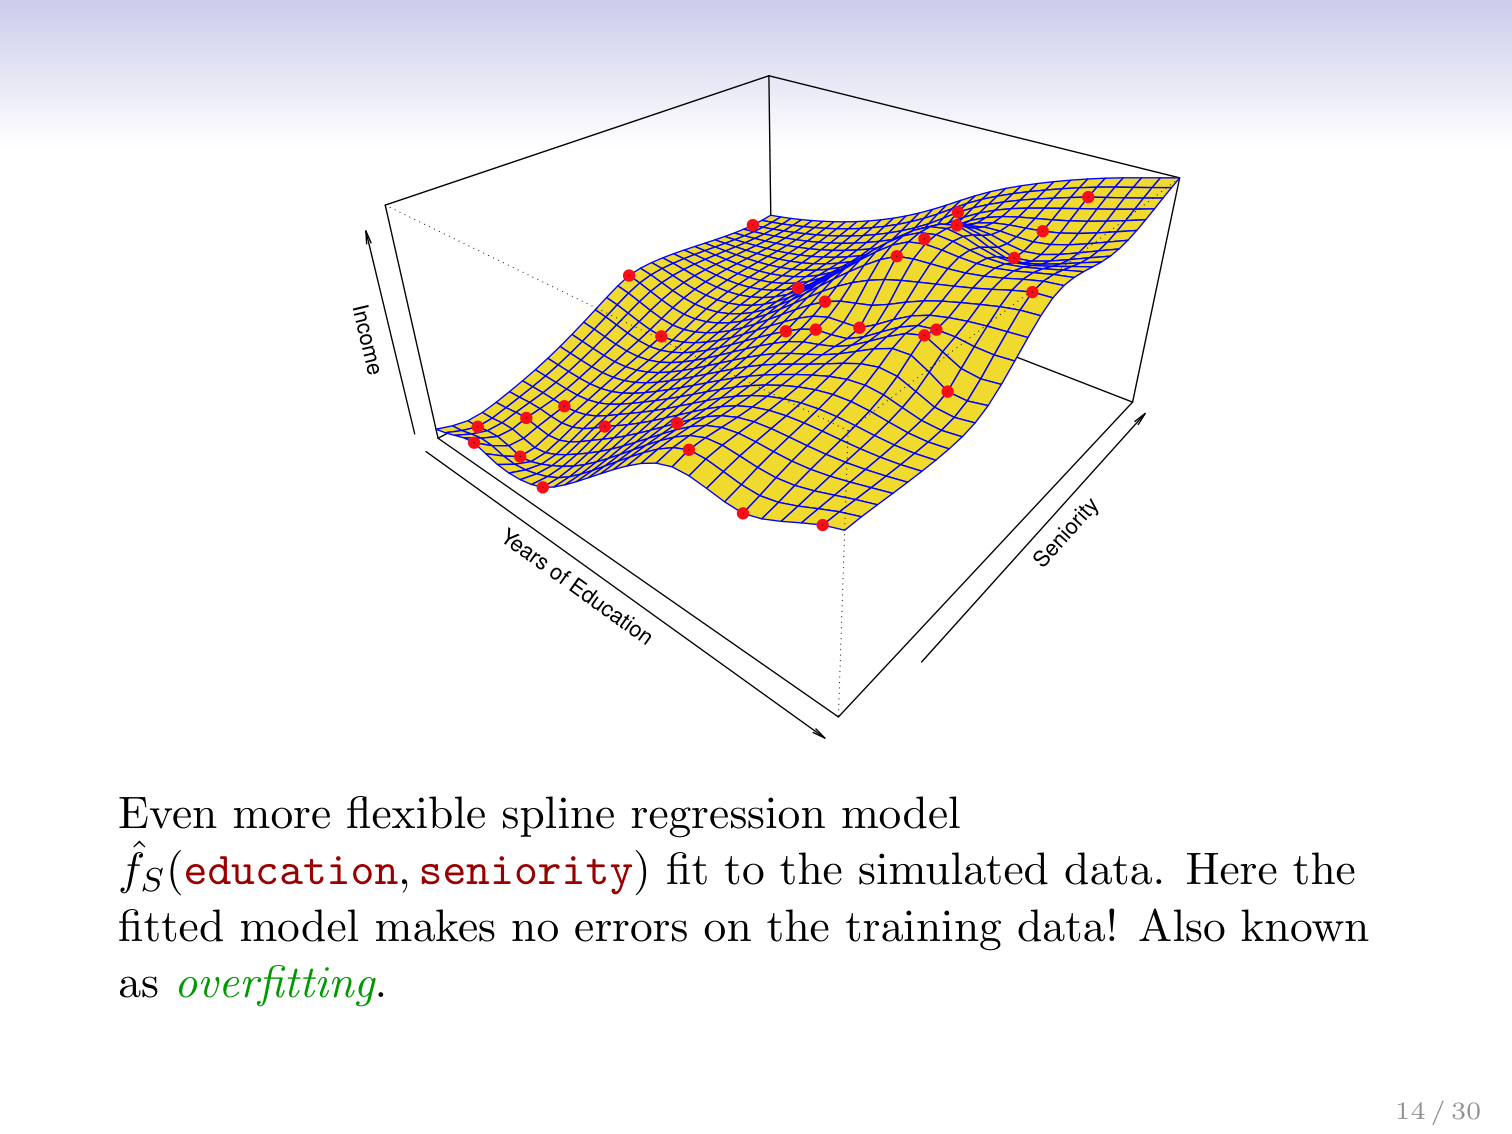 Income
Years of Education
Seniority
Even more flexible spline regression model
f̂S(education, seniority) fit to the simulated data. Here the
fitted model makes no errors on the training data! Also known
as overfitting.
14 / 30